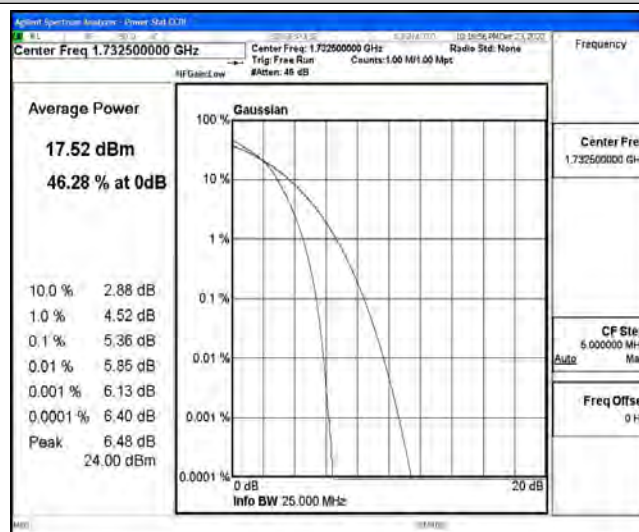 Agilent Spectrum Analyzer - Power Stat CCDF
Center Freq 1.732500000 GHz
Center Freq: 1.732500000 GHz
Radio Std: None
Trig: Free Run
Counts:1.00 M/1.00 Mpt
#IFGain:Low
#Atten: 46 dB
Frequency
Average Power
17.52 dBm
46.28 % at 0dB
10.0 % 2.88 dB
1.0 % 4.52 dB
0.1 % 5.36 dB
0.01 % 5.85 dB
0.001 % 6.13 dB
0.0001 % 6.40 dB
Peak 6.48 dB
24.00 dBm
Gaussian
100 %
10 %
1 %
0.1 %
0.01 %
0.001 %
0.0001 %
0 dB
20 dB
Info BW 25.000 MHz
Center Fre
1.732500000 GH
CF Ste
5.000000 MH
Auto
Ma
Freq Offse
0 H